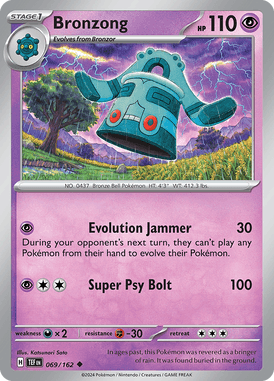 STAGE 1
Bronzong
HP 110
Evolves from Bronzor
NO. 0437 Bronze Bell Pokémon HT: 4'3" WT: 412.3 lbs.
Evolution Jammer 30
During your opponent's next turn, they can't play any
Pokémon from their hand to evolve their Pokémon.
Super Psy Bolt 100
weakness ×2 resistance -30 retreat
Illus. Katsunori Sato
H TEF EN 069/162
In ages past, this Pokémon was revered as a bringer
of rain. It was found buried in the ground.
©2024 Pokémon / Nintendo / Creatures / GAME FREAK